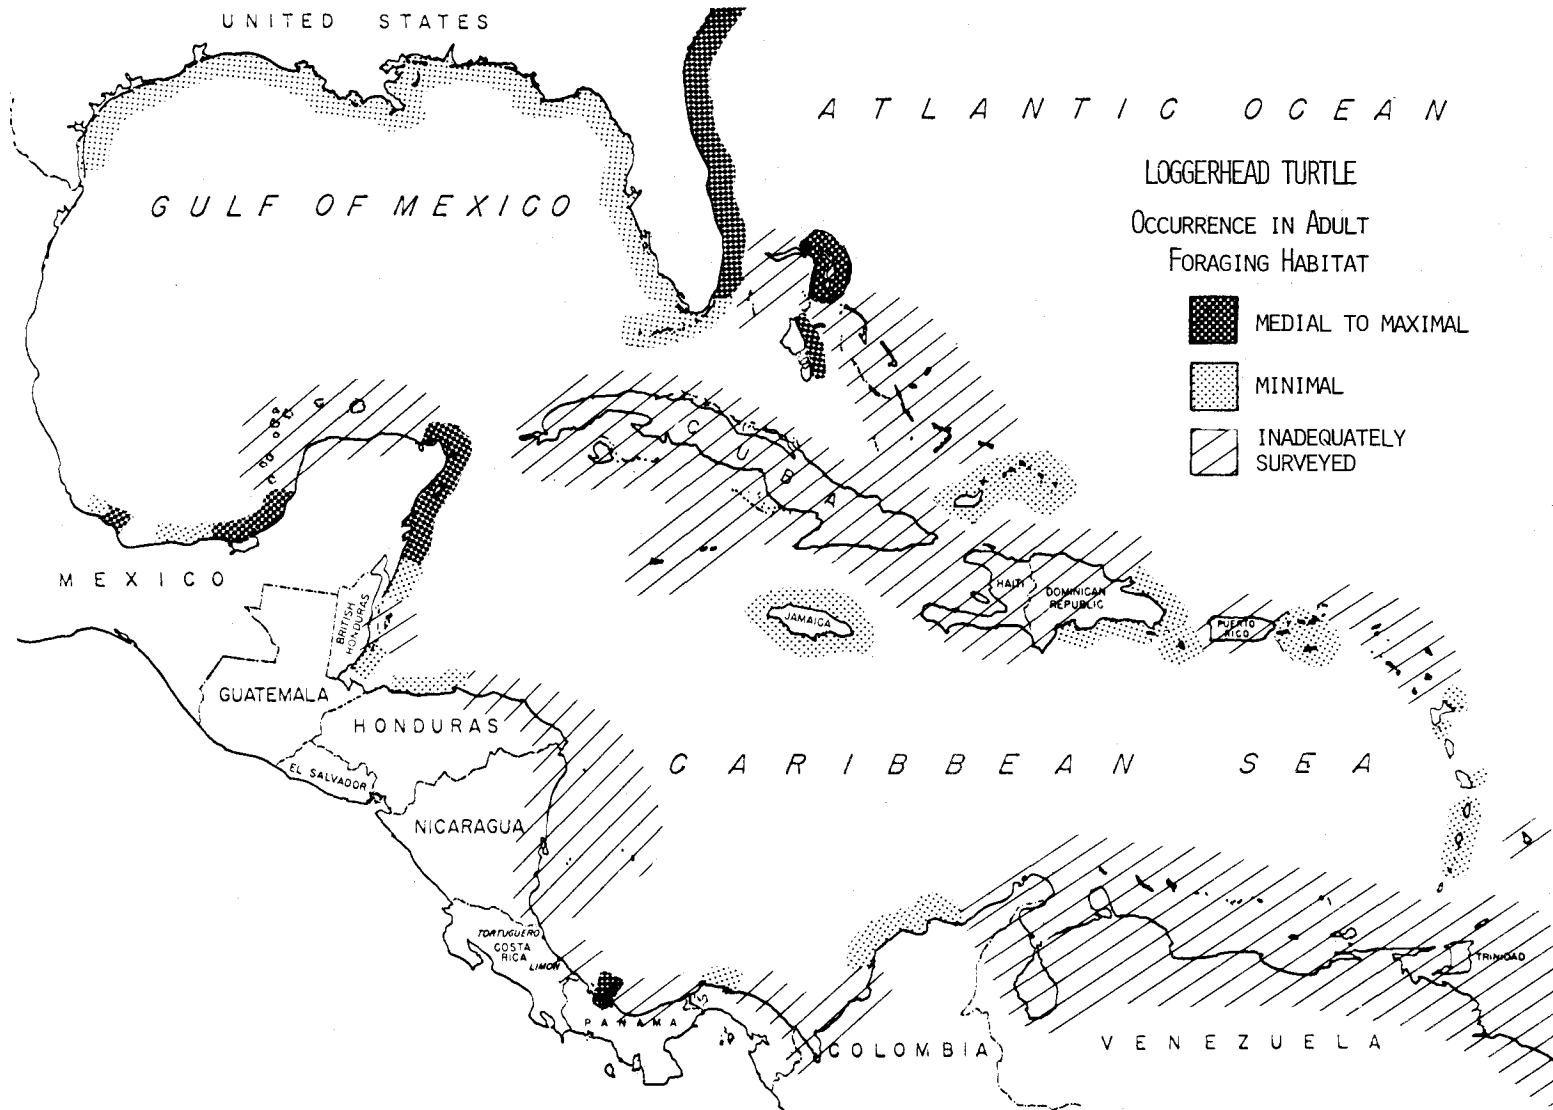 UNITED STATES
ATLANTIC OCEAN
LOGGERHEAD TURTLE
OCCURRENCE IN ADULT
FORAGING HABITAT
MEDIAL TO MAXIMAL
MINIMAL
INADEQUATELY
SURVEYED
GULF OF MEXICO
CUBA
MEXICO
BRITISH
HONDURAS
JAMAICA
HAITI
DOMINICAN
REPUBLIC
PUERTO
RICO
GUATEMALA
HONDURAS
EL SALVADOR
CARIBBEAN SEA
NICARAGUA
TORTUGUERO
COSTA
RICA
LIMON
PANAMA
COLOMBIA
VENEZUELA
TRINIDAD